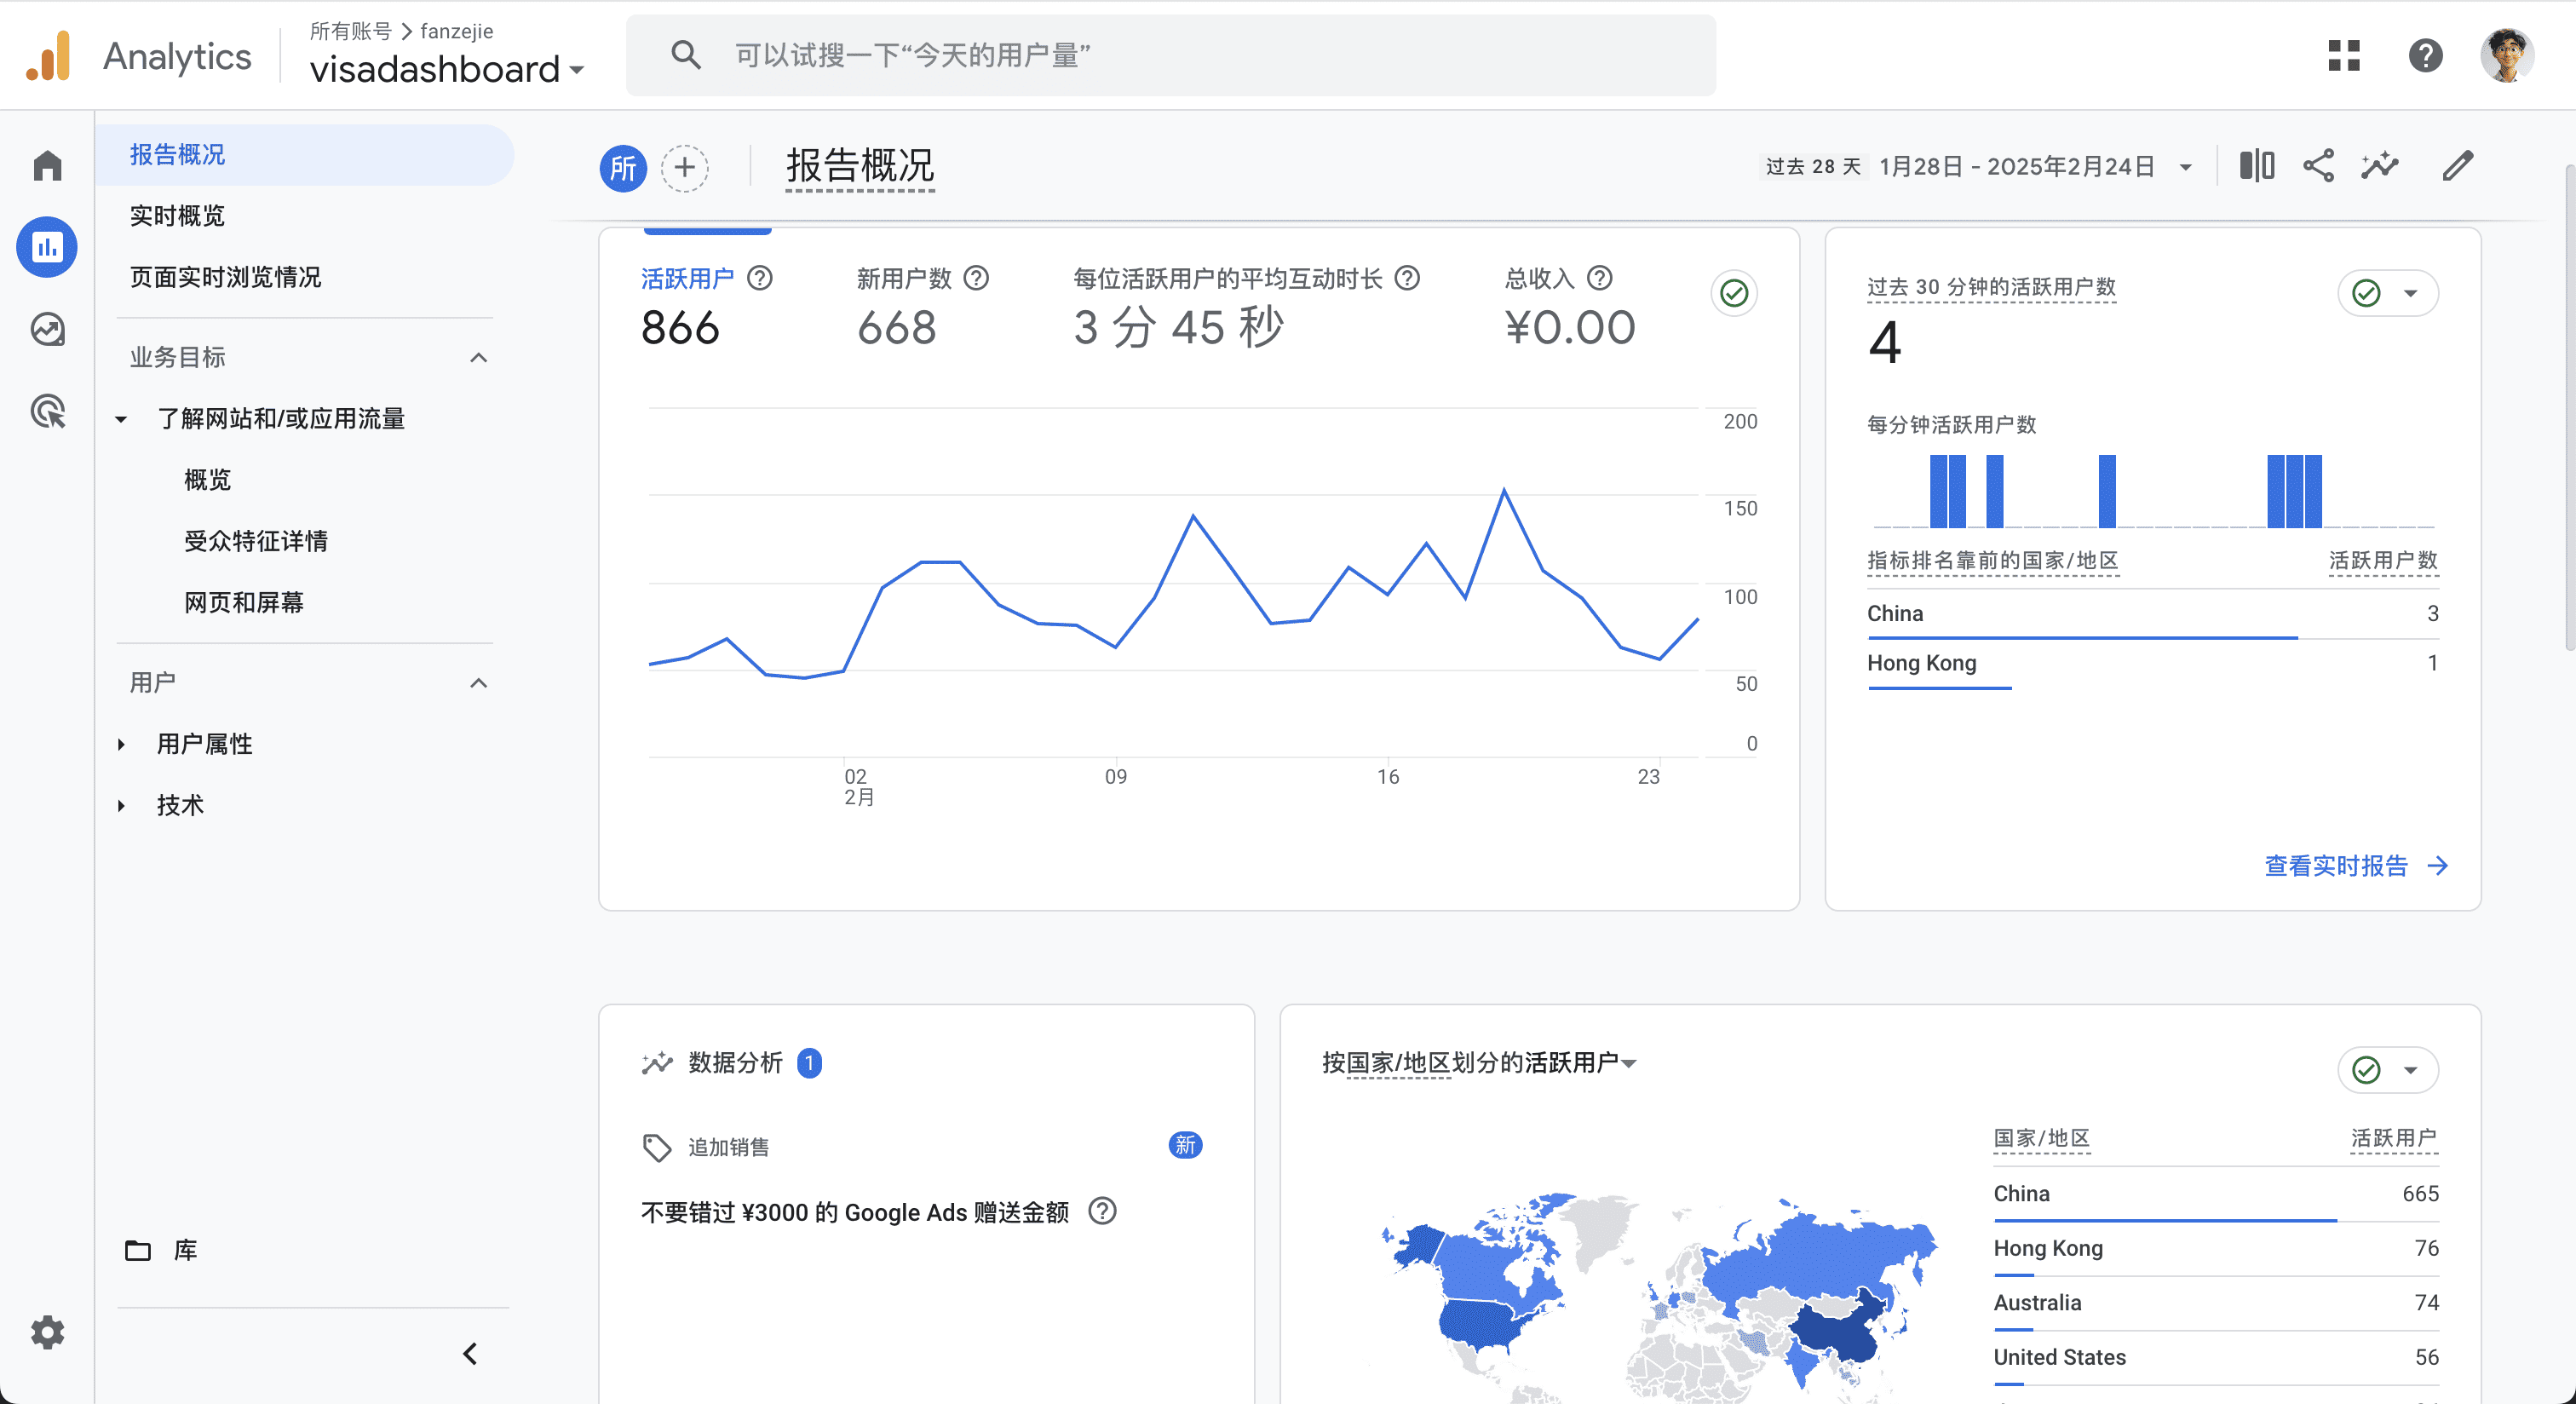 Analytics
所有账号 > fanzejie
visadashboard
可以试搜一下“今天的用户量”
报告概况
实时概览
页面实时浏览情况
业务目标
了解网站和/或应用流量
概览
受众特征详情
网页和屏幕
用户
用户属性
技术
库
所
报告概况
过去 28 天 1月28日 - 2025年2月24日
活跃用户
866
新用户数
668
每位活跃用户的平均互动时长
3 分 45 秒
总收入
¥0.00
200
150
100
50
0
02
2月
09
16
23
过去 30 分钟的活跃用户数
4
每分钟活跃用户数
指标排名靠前的国家/地区 活跃用户数
China 3
Hong Kong 1
查看实时报告
数据分析 1
追加销售 新
不要错过 ¥3000 的 Google Ads 赠送金额
按国家/地区划分的活跃用户
国家/地区 活跃用户
China 665
Hong Kong 76
Australia 74
United States 56